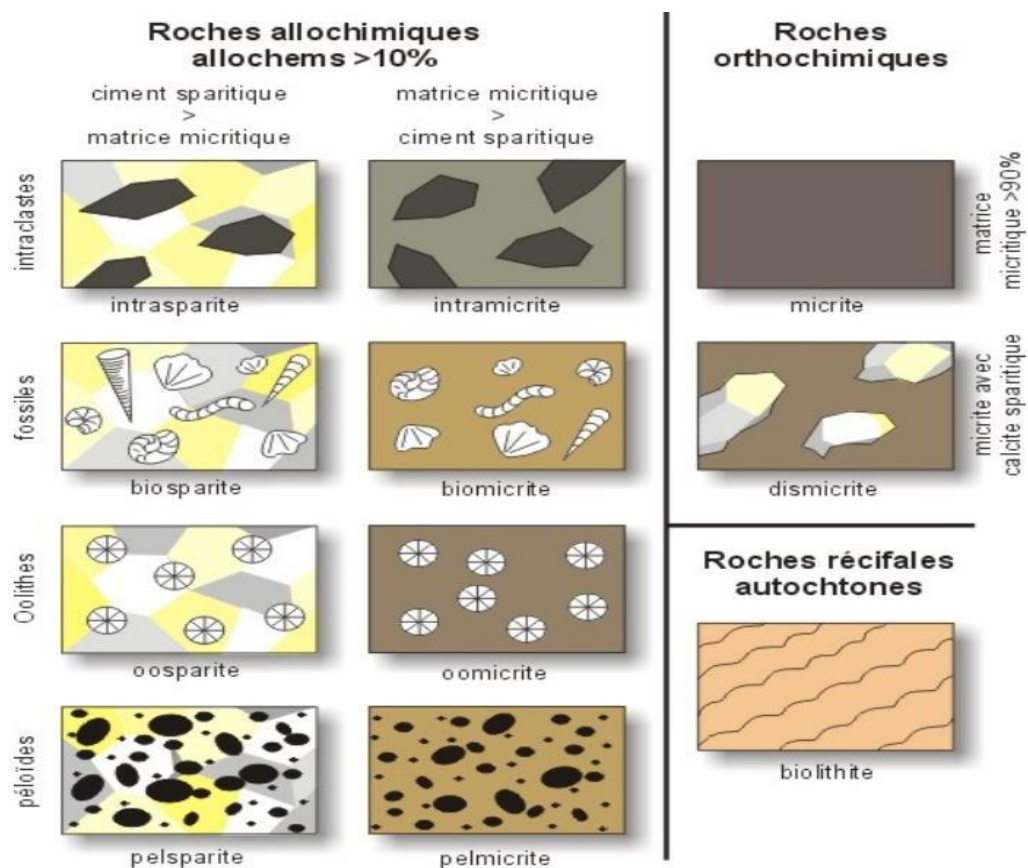 Roches allochimiques
allochems >10%
ciment sparitique
>
matrice micritique
matrice micritique
>
ciment sparitique
intraclastes
intrasparite
intramicrite
fossiles
biosparite
biomicrite
Oolithes
oosparite
oomicrite
péloïdes
pelsparite
pelmicrite
Roches
orthochimiques
matrice
micritique >90%
micrite
micrite avec
calcite sparitique
dismicrite
Roches récifales
autochtones
biolithite